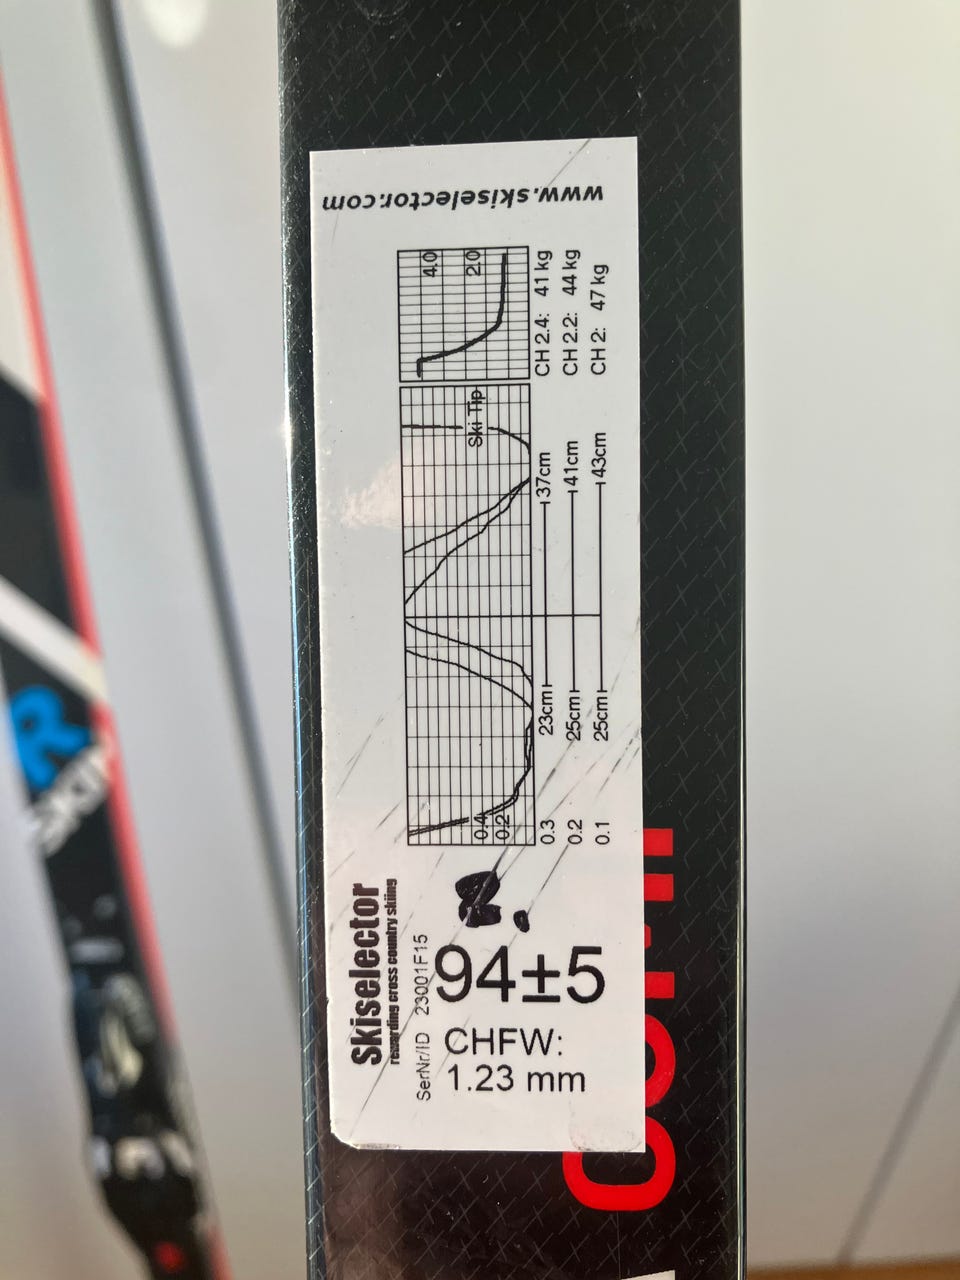 www.skiselector.com
4.0
2.0
CH 2.4: 41 kg
CH 2.2: 44 kg
CH 2: 47 kg
Ski Tip
0.4
0.2
0.3 23cm 37cm
0.2 25cm 41cm
0.1 25cm 43cm
Skiselector
rewarding cross country skiing
SerNr/ID 23001F15
94±5
CHFW:
1.23 mm
R